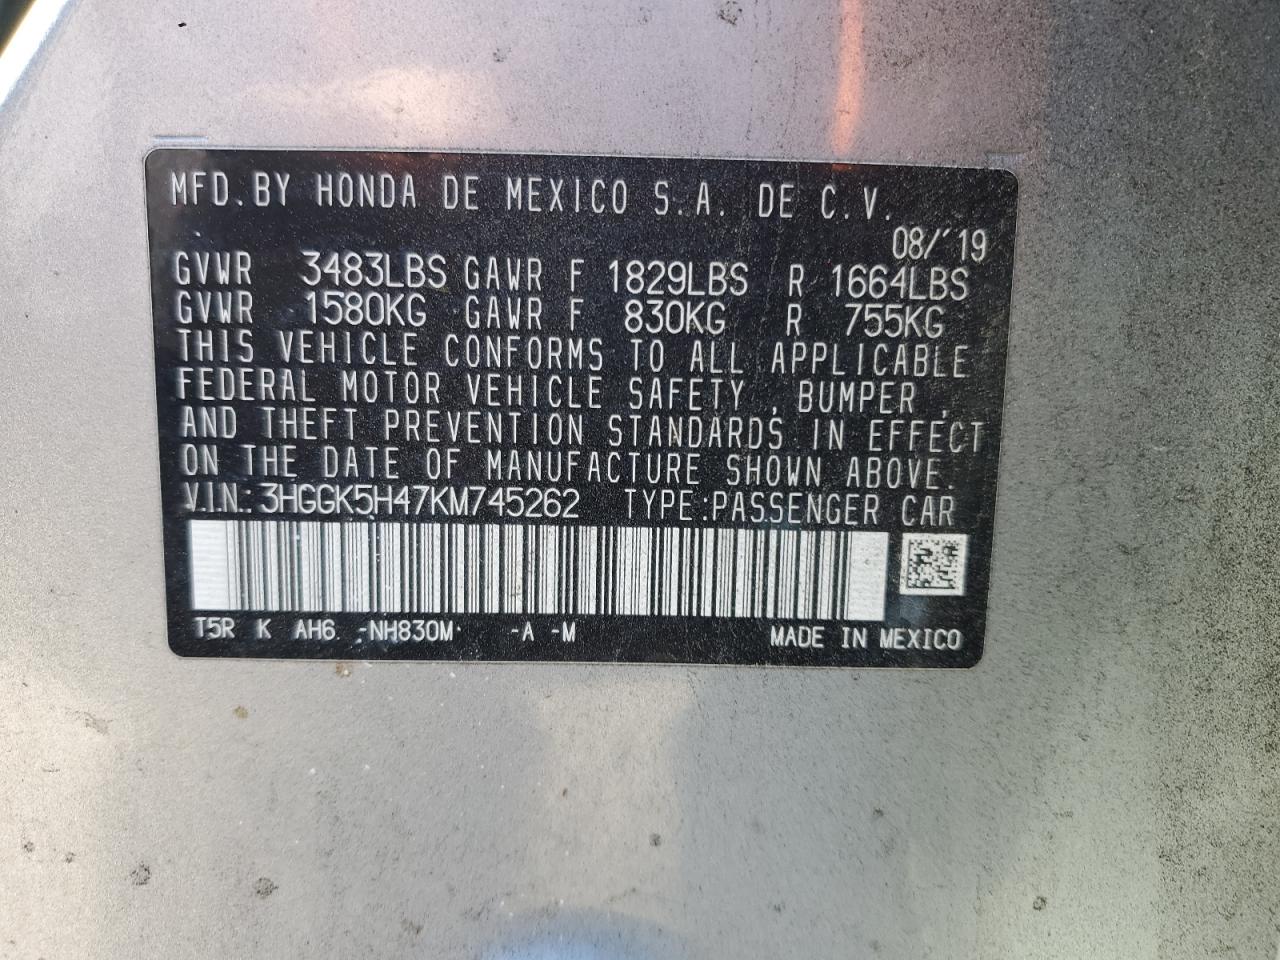 MFD.BY HONDA DE MEXICO S.A. DE C.V.
08/'19
GVWR 3483LBS GAWR F 1829LBS R 1664LBS
GVWR 1580KG GAWR F 830KG R 755KG
THIS VEHICLE CONFORMS TO ALL APPLICABLE
FEDERAL MOTOR VEHICLE SAFETY, BUMPER,
AND THEFT PREVENTION STANDARDS IN EFFECT
ON THE DATE OF MANUFACTURE SHOWN ABOVE.
V.I.N.: 3HGGK5H47KM745262 TYPE:PASSENGER CAR
T5R K AH6 -NH830M -A -M MADE IN MEXICO